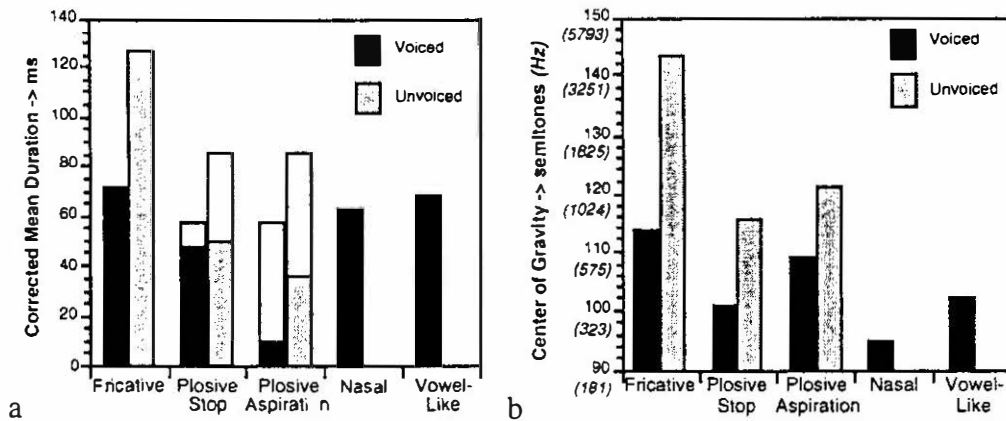 Corrected Mean Duration -> ms
140
120
100
80
60
40
20
0
Voiced
Unvoiced
Fricative
Plosive
Stop
Plosive
Aspirati n
Nasal
Vowel-
Like
a
Center of Gravity -> semitones (Hz)
150
(5793)
140
(3251)
130
(1825)
120
(1024)
110
(575)
100
(323)
90
(181)
Voiced
Unvoiced
Fricative
Plosive
Stop
Plosive
Aspiration
Nasal
Vowel-
Like
b